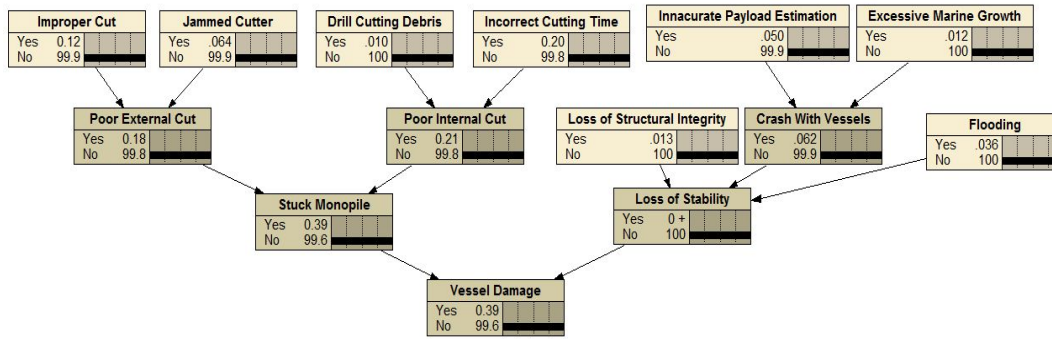 Improper Cut
Yes 0.12
No 99.9
Jammed Cutter
Yes .064
No 99.9
Drill Cutting Debris
Yes .010
No 100
Incorrect Cutting Time
Yes 0.20
No 99.8
Innacurate Payload Estimation
Yes .050
No 99.9
Excessive Marine Growth
Yes .012
No 100
Poor External Cut
Yes 0.18
No 99.8
Poor Internal Cut
Yes 0.21
No 99.8
Loss of Structural Integrity
Yes .013
No 100
Crash With Vessels
Yes .062
No 99.9
Flooding
Yes .036
No 100
Stuck Monopile
Yes 0.39
No 99.6
Loss of Stability
Yes 0 +
No 100
Vessel Damage
Yes 0.39
No 99.6